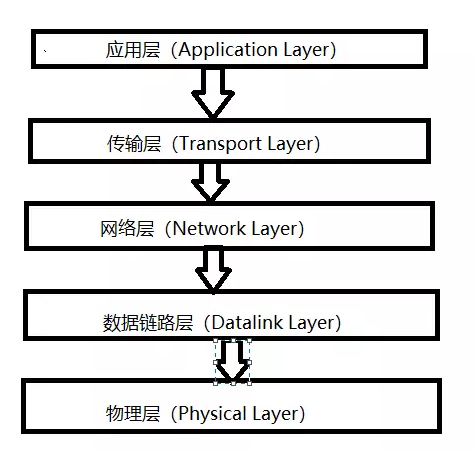 应用层（Application Layer）
传输层（Transport Layer）
网络层（Network Layer）
数据链路层（Datalink Layer）
物理层（Physical Layer）